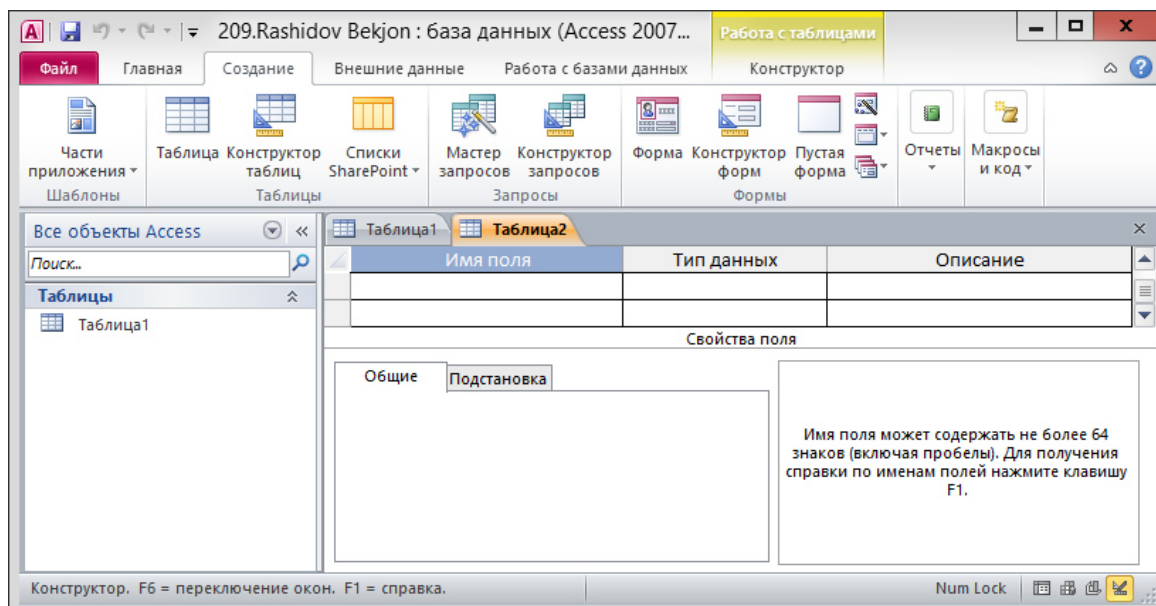 209.Rashidov Bekjon : база данных (Access 2007...
Работа с таблицами
Файл Главная Создание Внешние данные Работа с базами данных Конструктор
Части приложения
Таблица
Конструктор таблиц
Списки SharePoint
Мастер запросов
Конструктор запросов
Форма
Конструктор форм
Пустая форма
Отчеты
Макросы и код
Шаблоны Таблицы Запросы Формы
Все объекты Access
Поиск...
Таблицы
Таблица1
Таблица1 Таблица2
Имя поля Тип данных Описание
Свойства поля
Общие Подстановка
Имя поля может содержать не более 64
знаков (включая пробелы). Для получения
справки по именам полей нажмите клавишу
F1.
Конструктор. F6 = переключение окон. F1 = справка. Num Lock